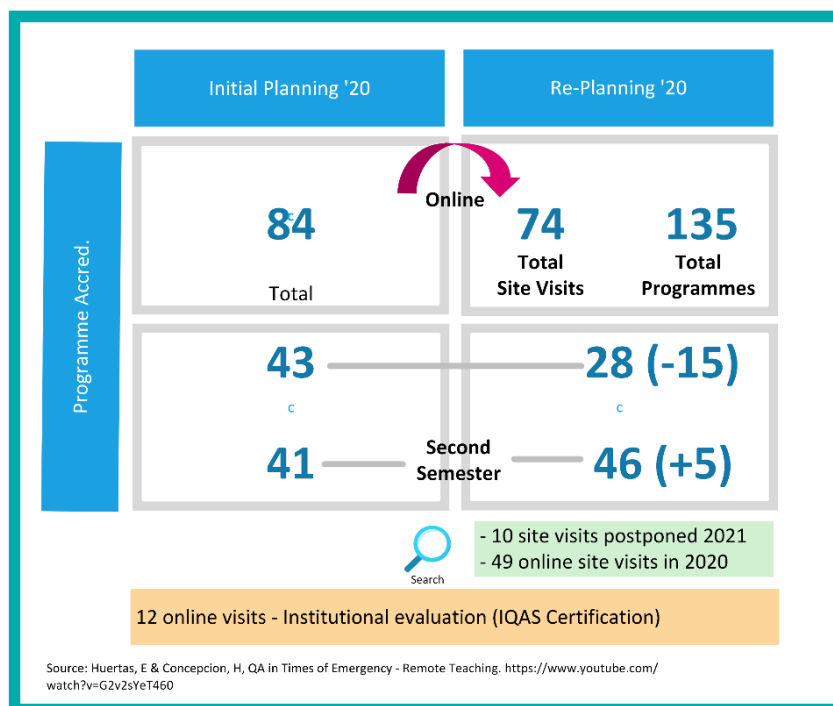 Initial Planning '20
Re-Planning '20
Programme Accred.
84
c
Total
Online
74
Total
Site Visits
135
Total
Programmes
43
28 (-15)
c
c
41
Second
Semester
46 (+5)
Search
- 10 site visits postponed 2021
- 49 online site visits in 2020
12 online visits - Institutional evaluation (IQAS Certification)
Source: Huertas, E & Concepcion, H, QA in Times of Emergency - Remote Teaching. https://www.youtube.com/
watch?v=G2v2sYeT460